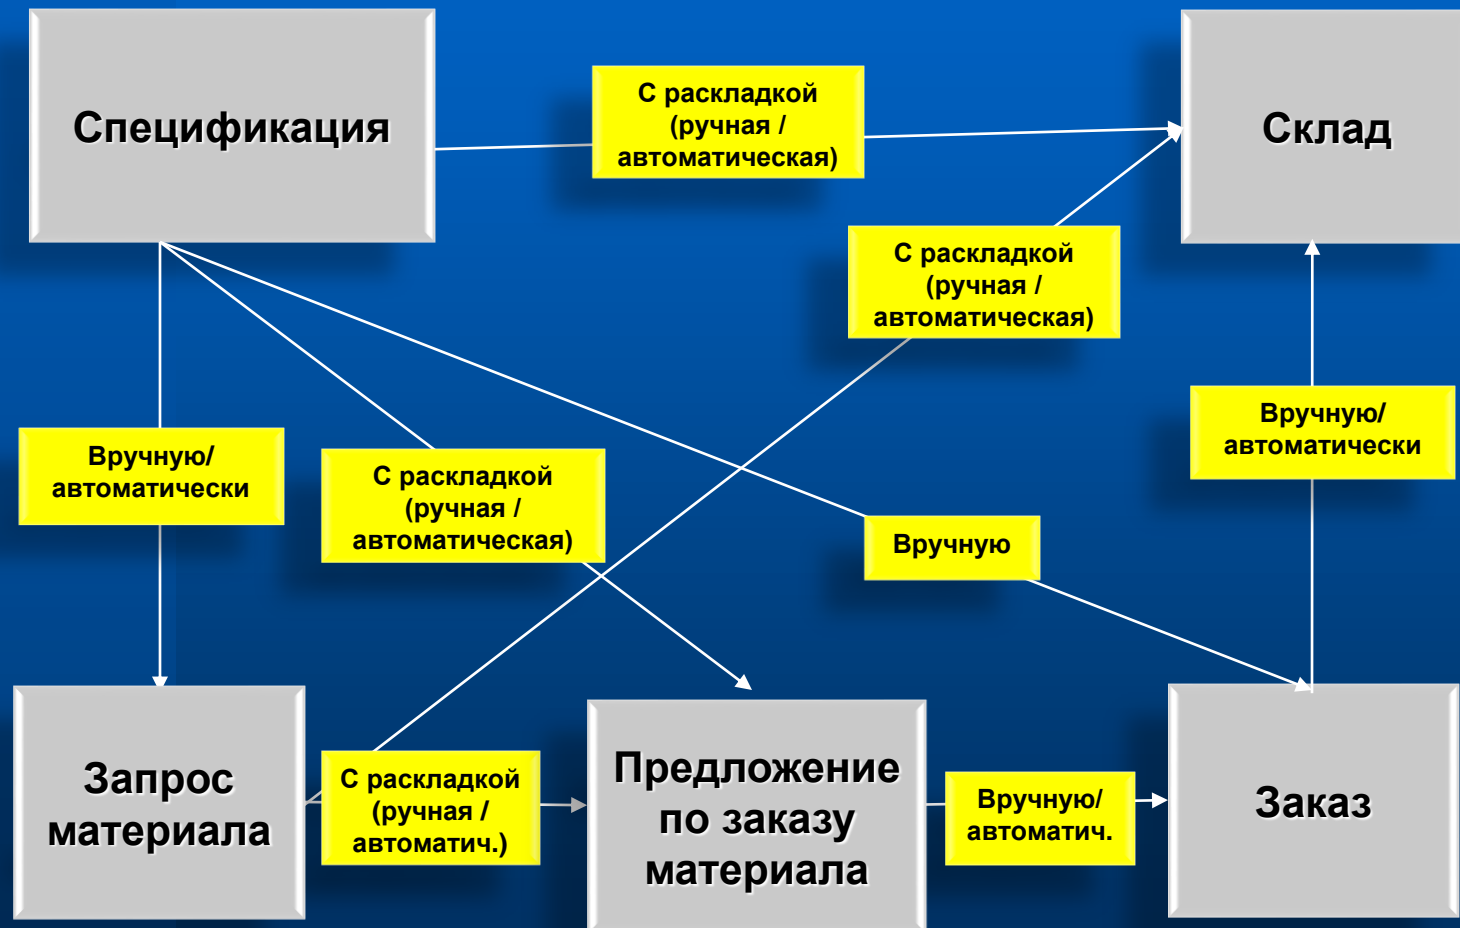 Спецификация
С раскладкой
(ручная /
автоматическая)
Склад
С раскладкой
(ручная /
автоматическая)
Вручную/
автоматически
С раскладкой
(ручная /
автоматическая)
Вручную
Вручную/
автоматически
Запрос
материала
С раскладкой
(ручная /
автоматич.)
Предложение
по заказу
материала
Вручную/
автоматич.
Заказ